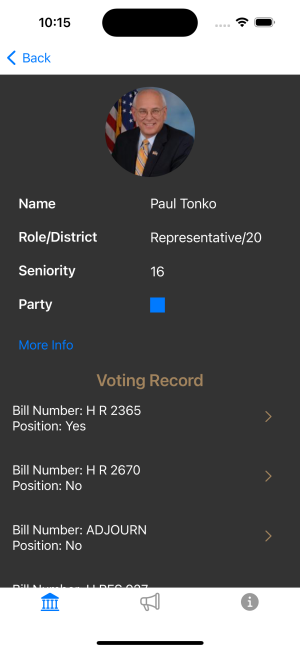 10:15
Back
Name Paul Tonko
Role/District Representative/20
Seniority 16
Party
More Info
Voting Record
Bill Number: H R 2365
Position: Yes
Bill Number: H R 2670
Position: No
Bill Number: ADJOURN
Position: No
Bill Number: H RES